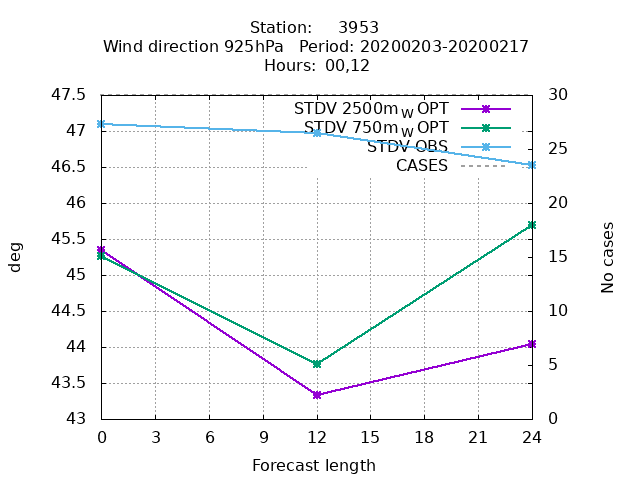 Station: 3953
Wind direction 925hPa Period: 20200203-20200217
Hours: 00,12
47.5
47
46.5
46
45.5
45
44.5
44
43.5
43
deg
STDV 2500m W OPT
STDV 750m W OPT
STDV OBS
CASES
30
25
20
15
10
5
0
No cases
0 3 6 9 12 15 18 21 24
Forecast length